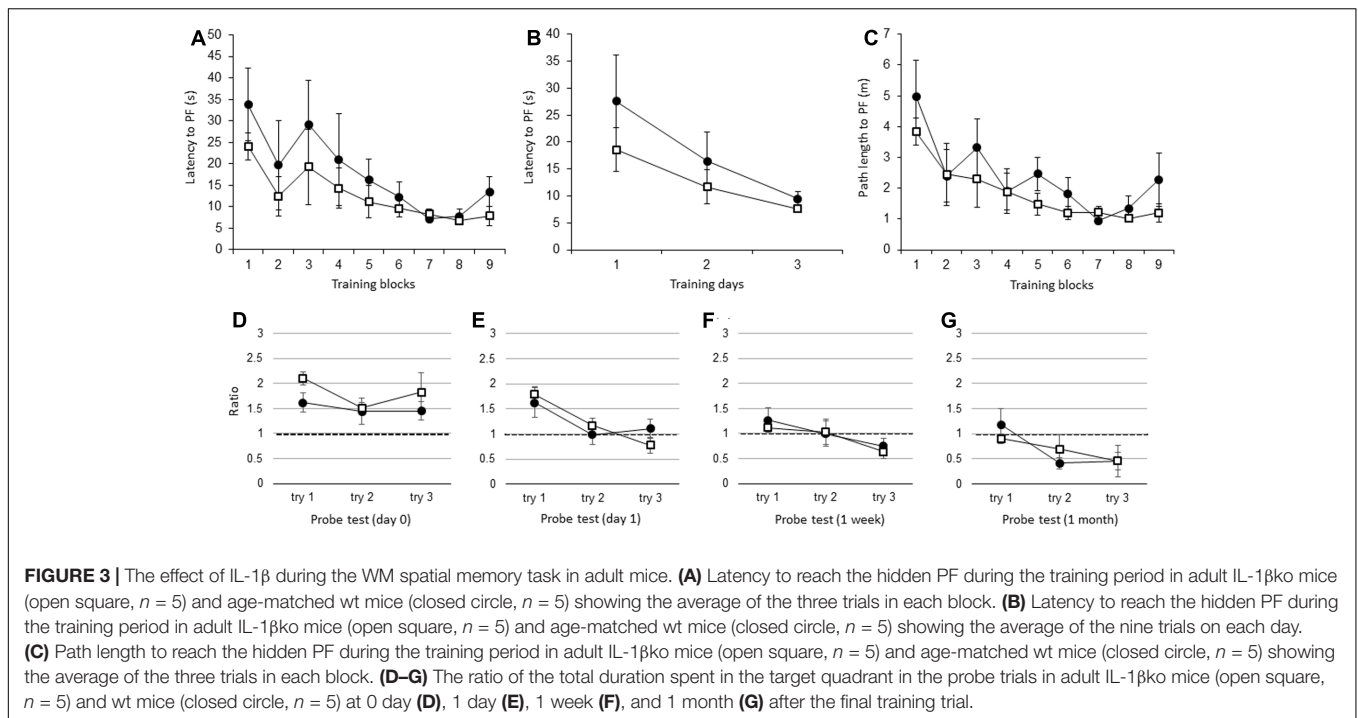 A
Latency to PF (s)
50
45
40
35
30
25
20
15
10
5
0
1 2 3 4 5 6 7 8 9
Training blocks
B
Latency to PF (s)
40
35
30
25
20
15
10
5
0
1 2 3
Training days
C
Path length to PF (m)
7
6
5
4
3
2
1
0
1 2 3 4 5 6 7 8 9
Training blocks
D
Ratio
3
2.5
2
1.5
1
0.5
0
try 1 try 2 try 3
Probe test (day 0)
E
3
2.5
2
1.5
1
0.5
0
try 1 try 2 try 3
Probe test (day 1)
F
3
2.5
2
1.5
1
0.5
0
try 1 try 2 try 3
Probe test (1 week)
G
3
2.5
2
1.5
1
0.5
0
try 1 try 2 try 3
Probe test (1 month)
FIGURE 3 | The effect of IL-1β during the WM spatial memory task in adult mice. (A) Latency to reach the hidden PF during the training period in adult IL-1βko mice
(open square, n = 5) and age-matched wt mice (closed circle, n = 5) showing the average of the three trials in each block. (B) Latency to reach the hidden PF during
the training period in adult IL-1βko mice (open square, n = 5) and age-matched wt mice (closed circle, n = 5) showing the average of the nine trials on each day.
(C) Path length to reach the hidden PF during the training period in adult IL-1βko mice (open square, n = 5) and age-matched wt mice (closed circle, n = 5) showing
the average of the three trials in each block. (D–G) The ratio of the total duration spent in the target quadrant in the probe trials in adult IL-1βko mice (open square,
n = 5) and wt mice (closed circle, n = 5) at 0 day (D), 1 day (E), 1 week (F), and 1 month (G) after the final training trial.